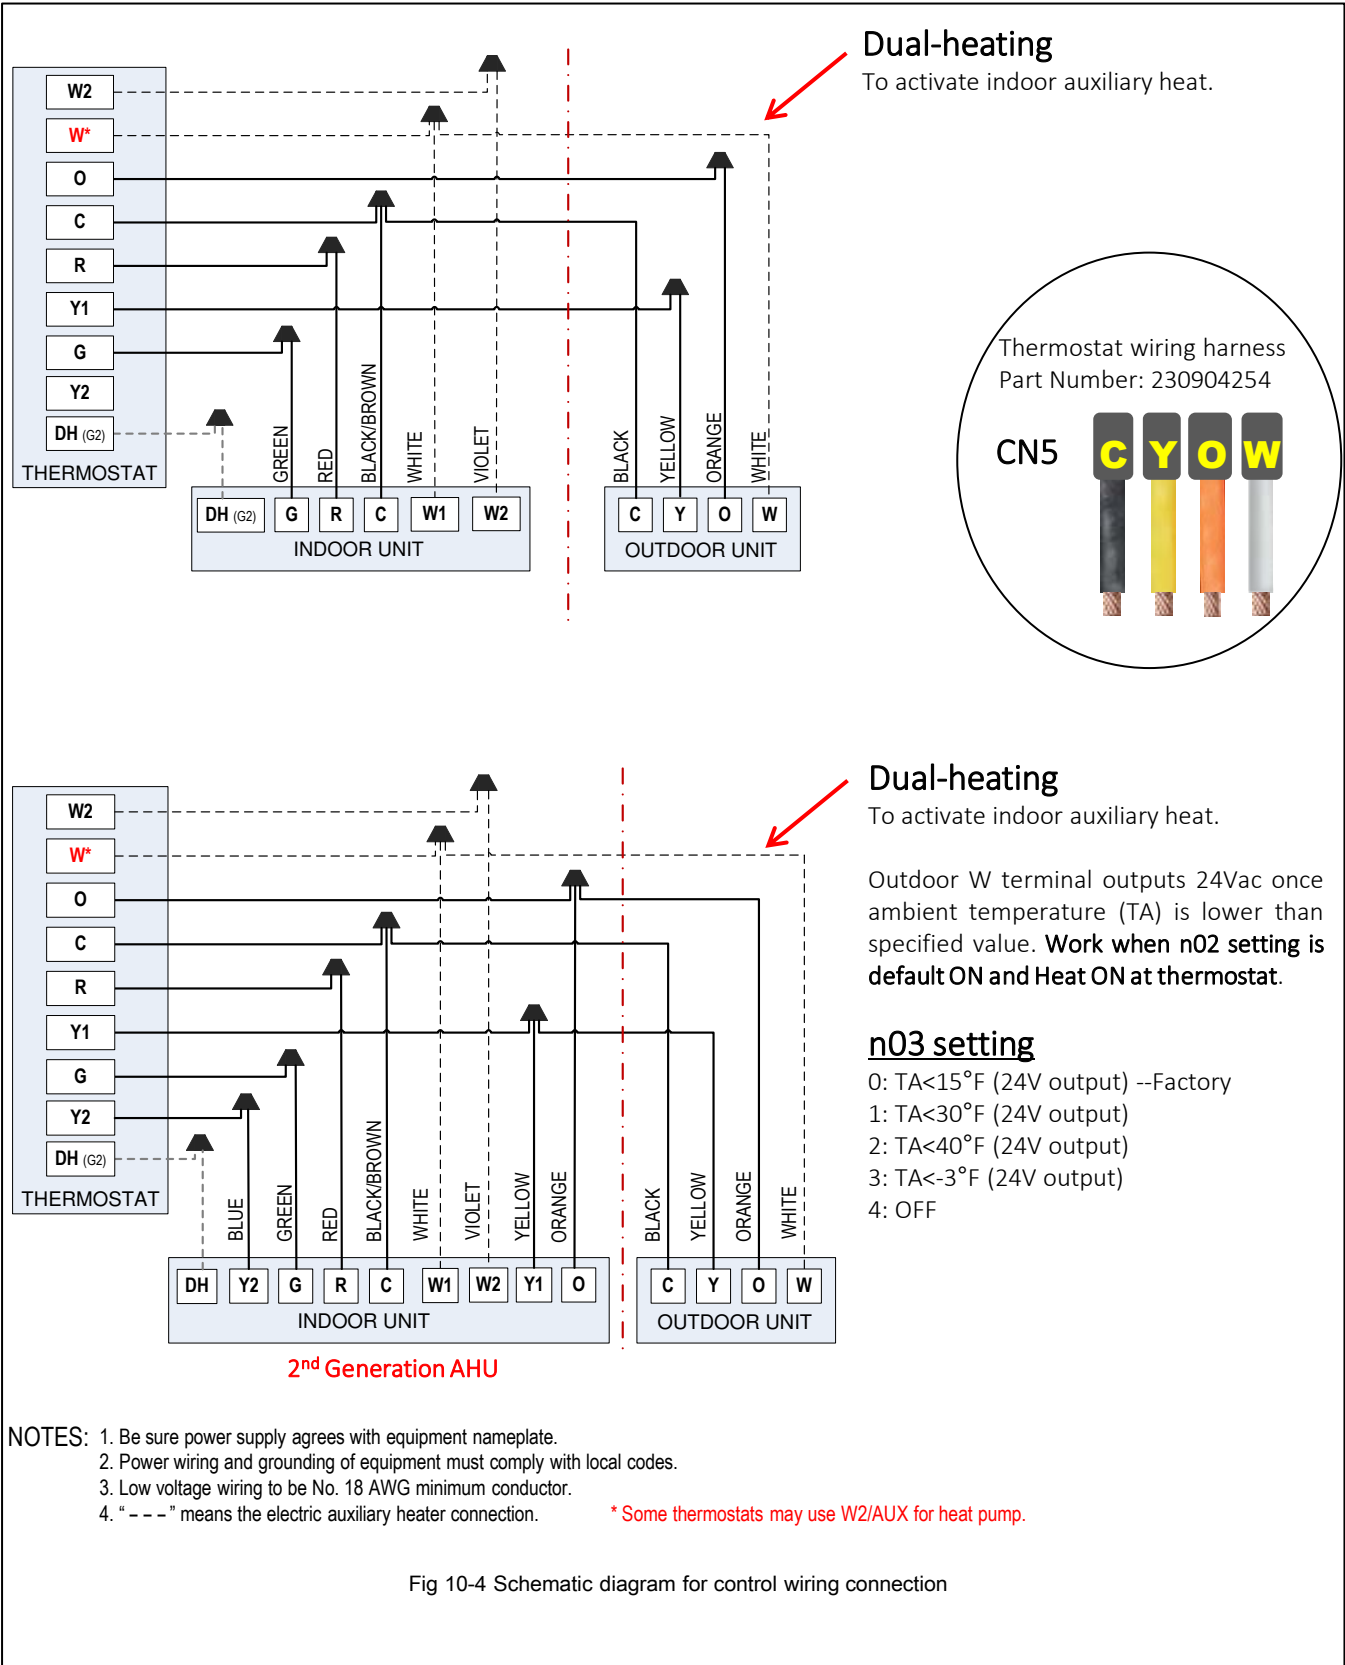 Dual-heating
To activate indoor auxiliary heat.
W2
W*
O
C
R
Y1
G
Y2
DH (G2)
THERMOSTAT
GREEN
RED
BLACK/BROWN
WHITE
VIOLET
BLACK
YELLOW
ORANGE
WHITE
DH (G2) G R C W1 W2
INDOOR UNIT
C Y O W
OUTDOOR UNIT
Thermostat wiring harness
Part Number: 230904254
CN5 C Y O W
Dual-heating
To activate indoor auxiliary heat.
Outdoor W terminal outputs 24Vac once
ambient temperature (TA) is lower than
specified value. Work when n02 setting is
default ON and Heat ON at thermostat.
n03 setting
0: TA<15°F (24V output) --Factory
1: TA<30°F (24V output)
2: TA<40°F (24V output)
3: TA<-3°F (24V output)
4: OFF
W2
W*
O
C
R
Y1
G
Y2
DH (G2)
THERMOSTAT
BLUE
GREEN
RED
BLACK/BROWN
WHITE
VIOLET
YELLOW
ORANGE
BLACK
YELLOW
ORANGE
WHITE
DH Y2 G R C W1 W2 Y1 O
INDOOR UNIT
C Y O W
OUTDOOR UNIT
2nd Generation AHU
NOTES: 1. Be sure power supply agrees with equipment nameplate.
2. Power wiring and grounding of equipment must comply with local codes.
3. Low voltage wiring to be No. 18 AWG minimum conductor.
4. “ – – – ” means the electric auxiliary heater connection. * Some thermostats may use W2/AUX for heat pump.
Fig 10-4 Schematic diagram for control wiring connection